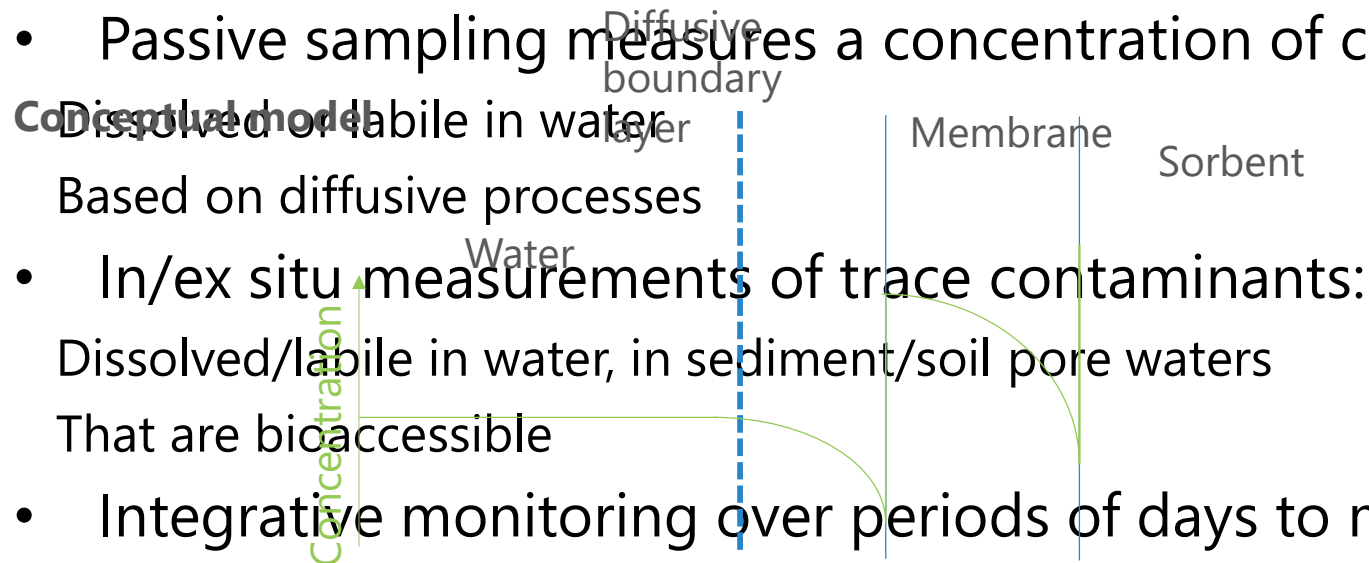 • Passive sampling measures a concentration of c
Dissolved or labile in water
Based on diffusive processes
• In/ex situ measurements of trace contaminants:
Dissolved/labile in water, in sediment/soil pore waters
That are bioaccessible
• Integrative monitoring over periods of days to
Conceptual model
Diffusive
boundary
layer
Membrane
Sorbent
Water
Concentration